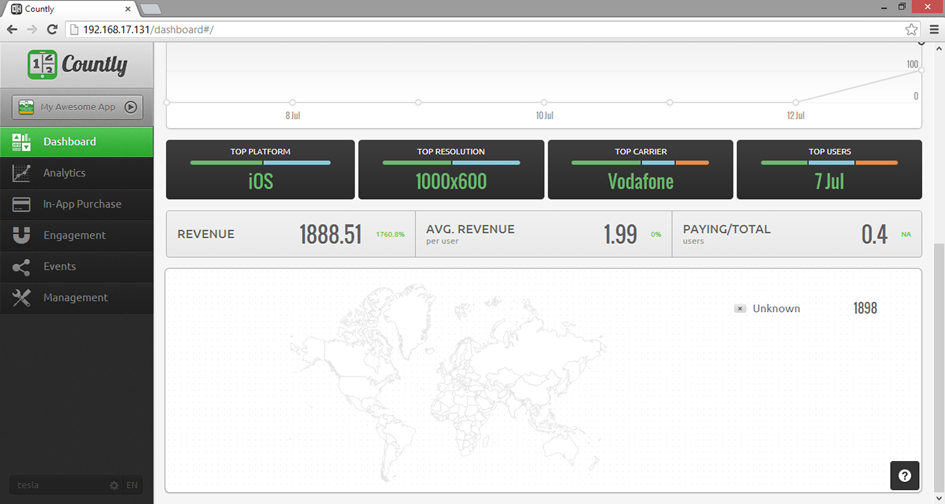 Countly
192.168.17.131/dashboard#/
Countly
My Awesome App
Dashboard
Analytics
In-App Purchase
Engagement
Events
Management
tesla EN
100
0
8 Jul 10 Jul 12 Jul
TOP PLATFORM
iOS
TOP RESOLUTION
1000x600
TOP CARRIER
Vodafone
TOP USERS
7 Jul
REVENUE 1888.51 1760.8%
AVG. REVENUE
per user
1.99 0%
PAYING/TOTAL
users
0.4 NA
Unknown 1898
?